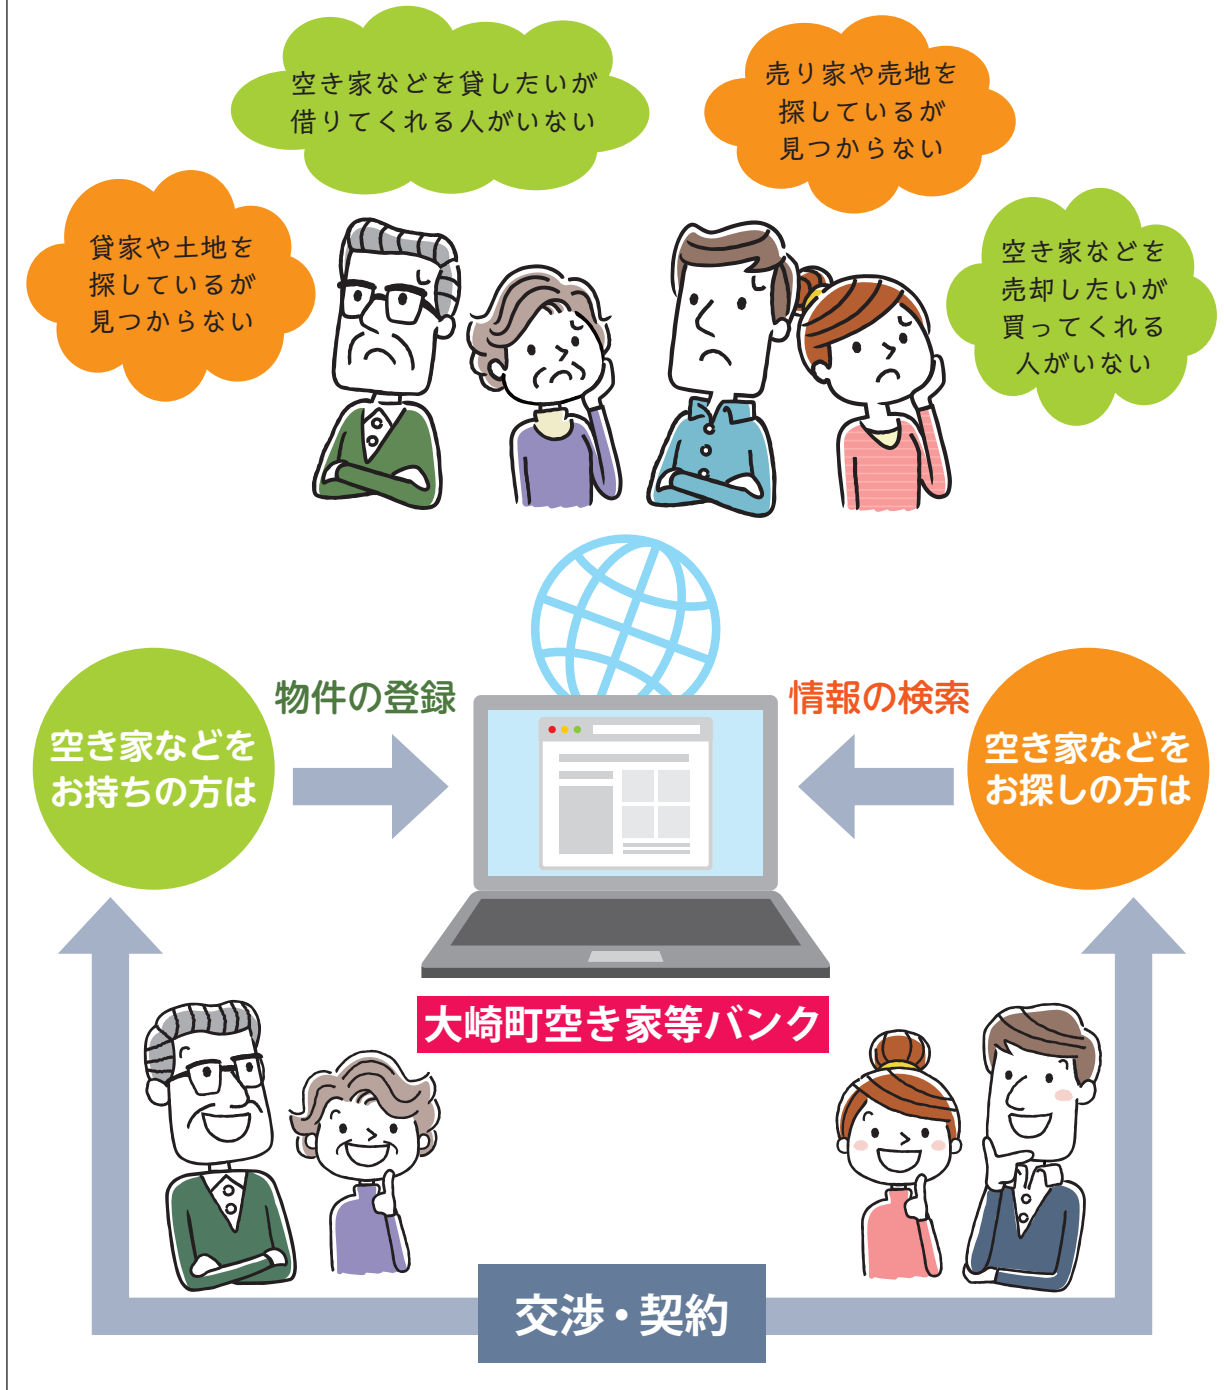 空き家などを貸したいが
借りてくれる人がいない
売り家や売地を
探しているが
見つからない
貸家や土地を
探しているが
見つからない
空き家などを
売却したいが
買ってくれる
人がいない
物件の登録
情報の検索
空き家などを
お持ちの方は
空き家などを
お探しの方は
大崎町空き家等バンク
交渉・契約